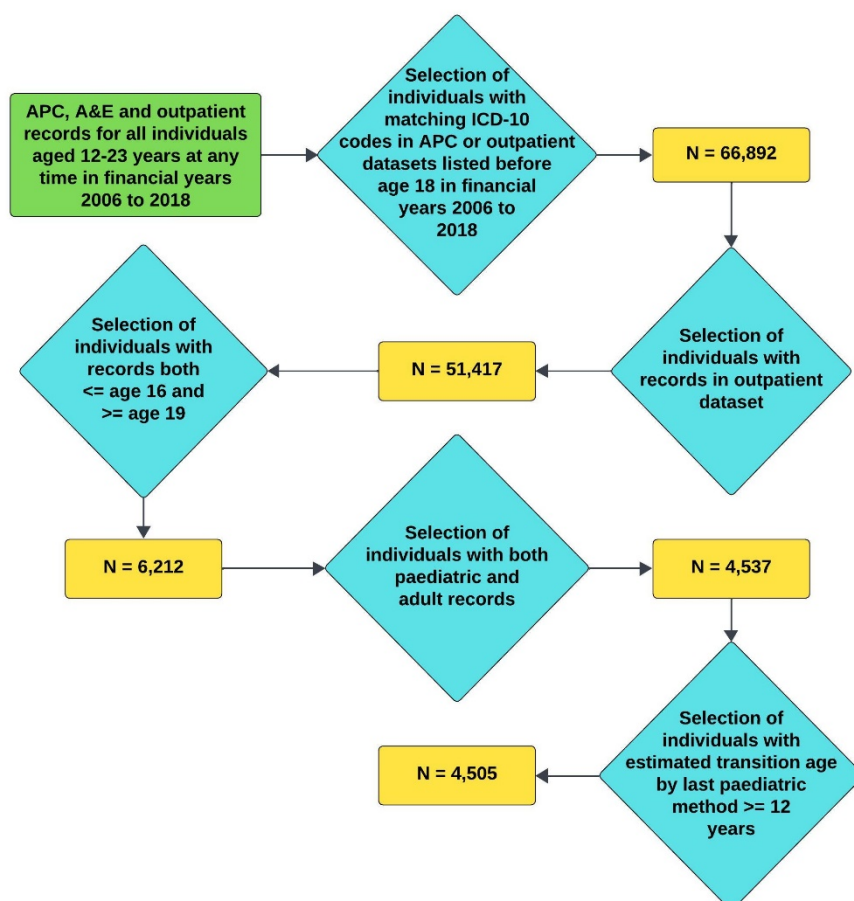 APC, A&E and outpatient
records for all individuals
aged 12-23 years at any
time in financial years
2006 to 2018
Selection of
individuals with
matching ICD-10
codes in APC or outpatient
datasets listed before
age 18 in financial
years 2006 to
2018
N = 66,892
Selection of
individuals with
records in outpatient
dataset
N = 51,417
Selection of
individuals with
records both
<= age 16 and
>= age 19
N = 6,212
Selection of
individuals with both
paediatric and
adult records
N = 4,537
Selection of
individuals with
estimated transition age
by last paediatric
method >= 12
years
N = 4,505